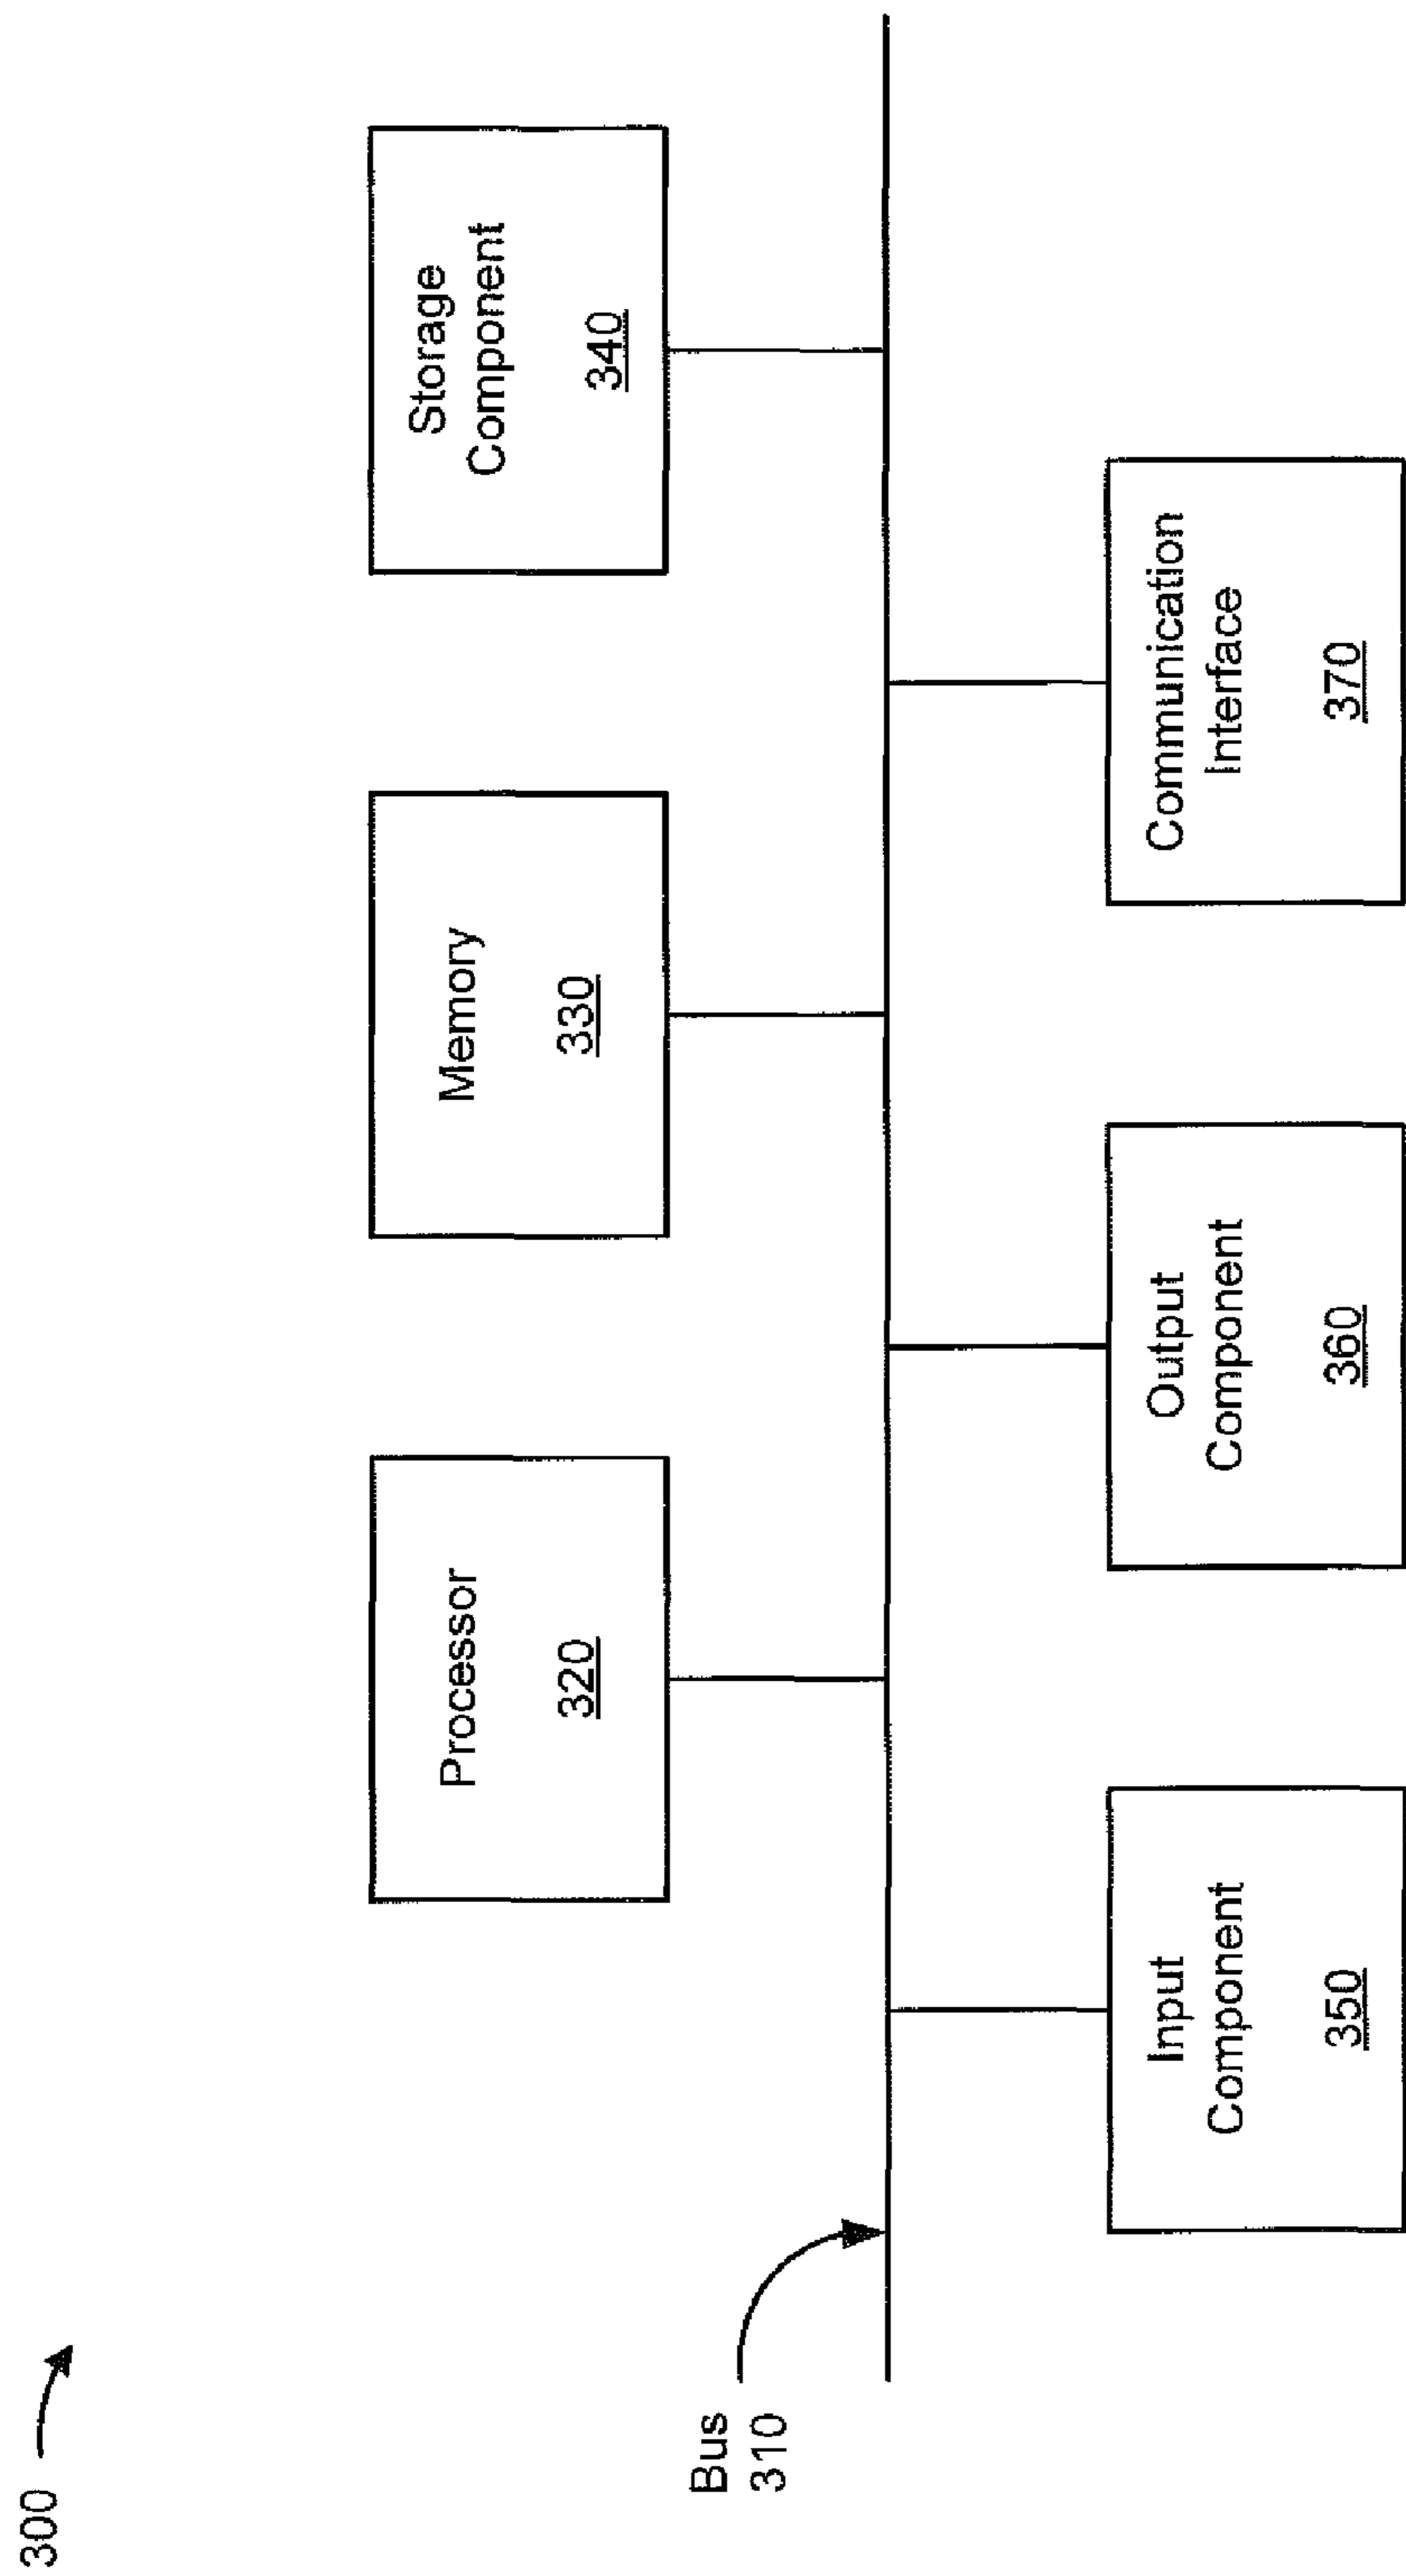 300
Processor
320
Memory
330
Storage
Component
340
Bus
310
Input
Component
350
Output
Component
360
Communication
Interface
370